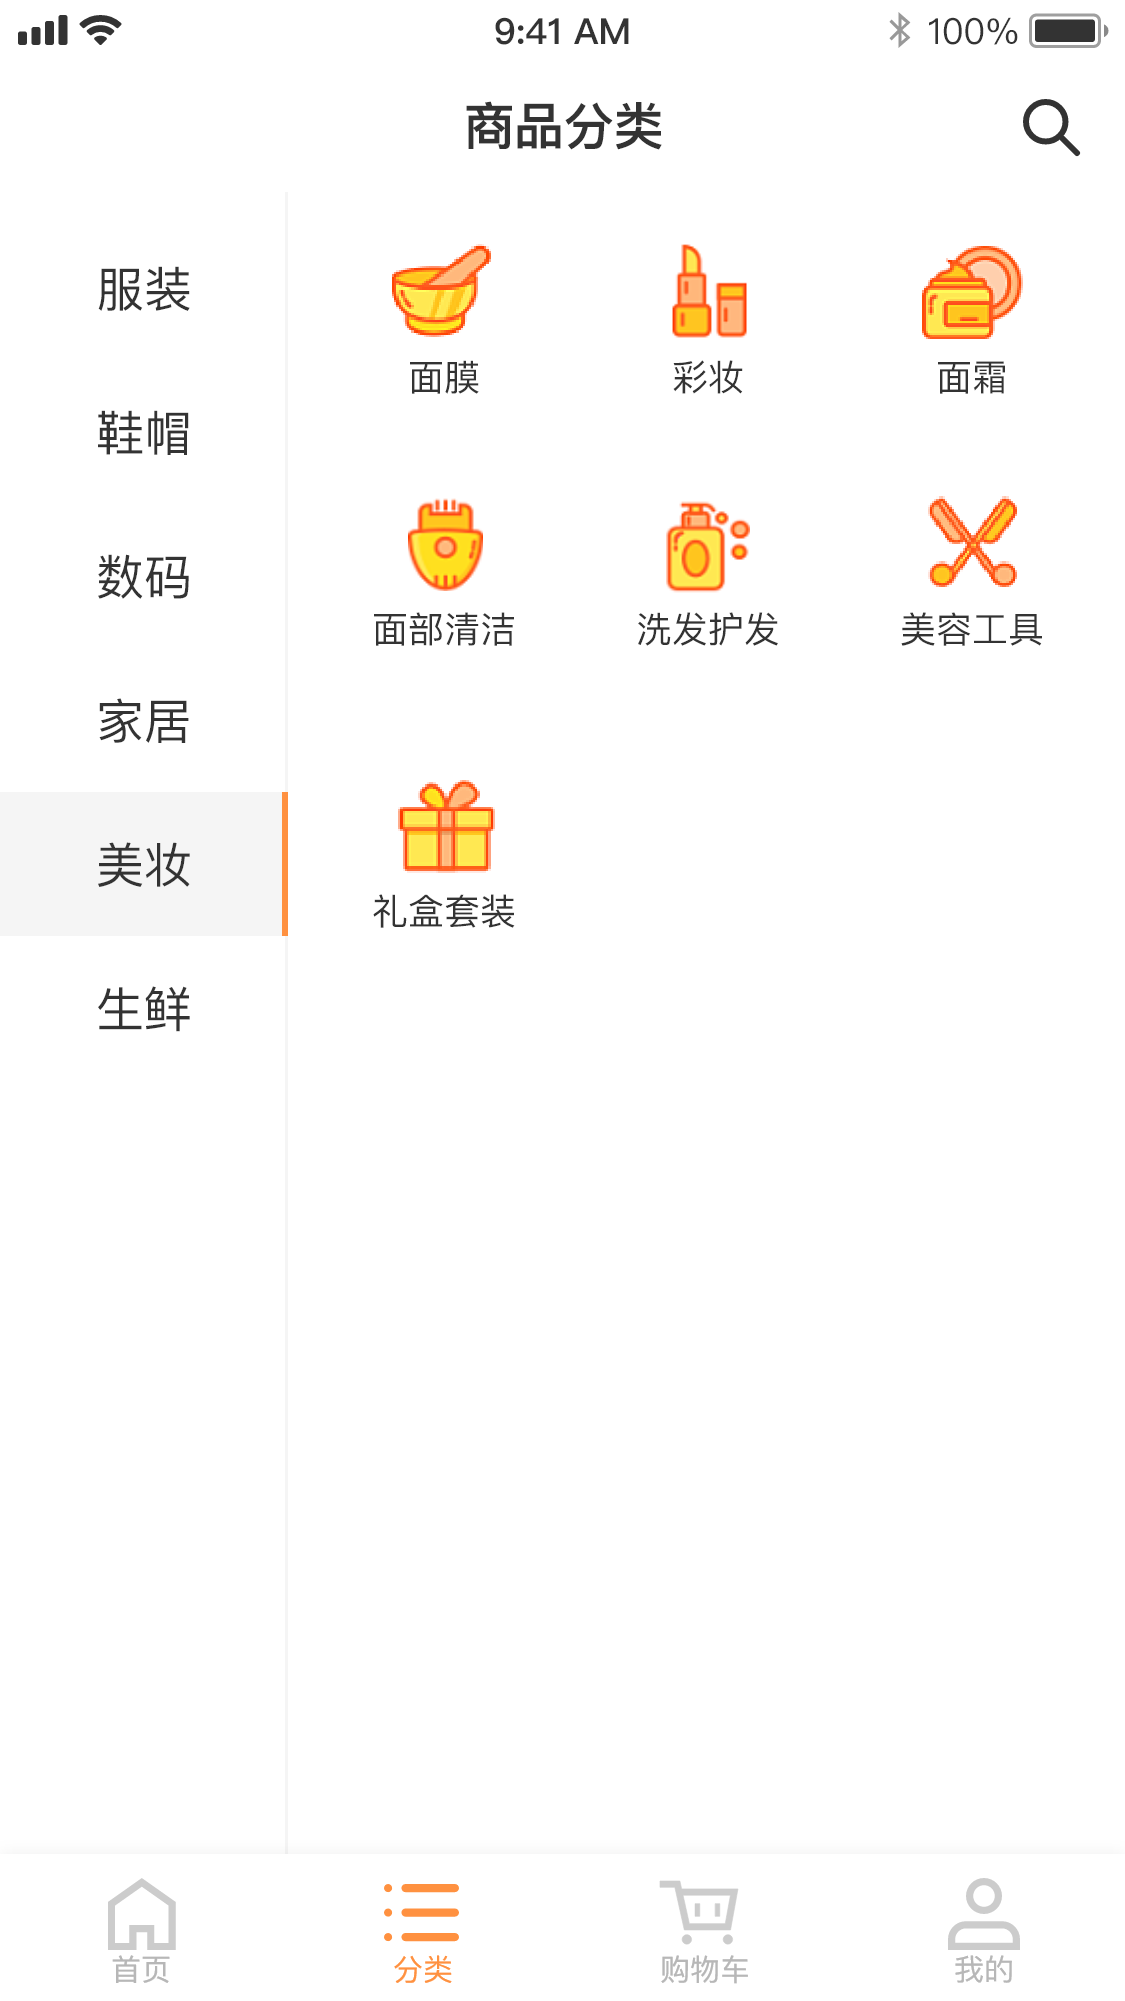 9:41 AM
100%
商品分类
服装
鞋帽
数码
家居
美妆
生鲜
面膜
彩妆
面霜
面部清洁
洗发护发
美容工具
礼盒套装
首页
分类
购物车
我的